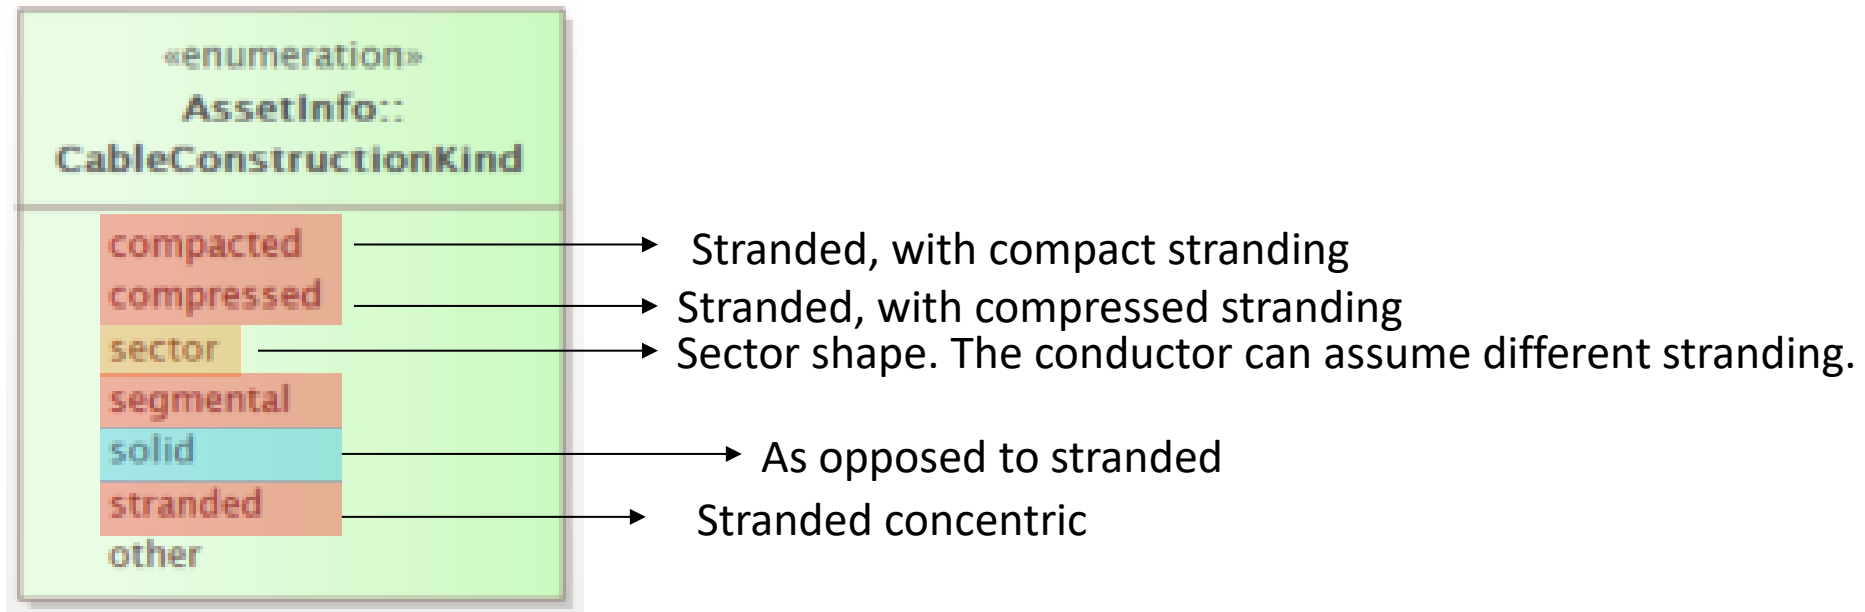 «enumeration»
AssetInfo::
CableConstructionKind
compacted
Stranded, with compact stranding
compressed
Stranded, with compressed stranding
sector
Sector shape. The conductor can assume different stranding.
segmental
solid
As opposed to stranded
stranded
Stranded concentric
other